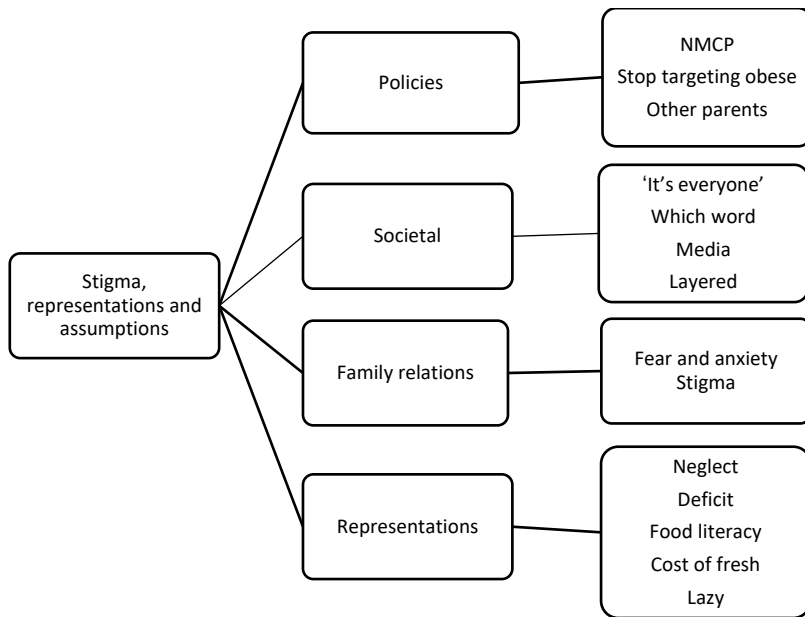 Stigma,
representations and
assumptions
Policies
NMCP
Stop targeting obese
Other parents
Societal
‘It’s everyone’
Which word
Media
Layered
Family relations
Fear and anxiety
Stigma
Representations
Neglect
Deficit
Food literacy
Cost of fresh
Lazy